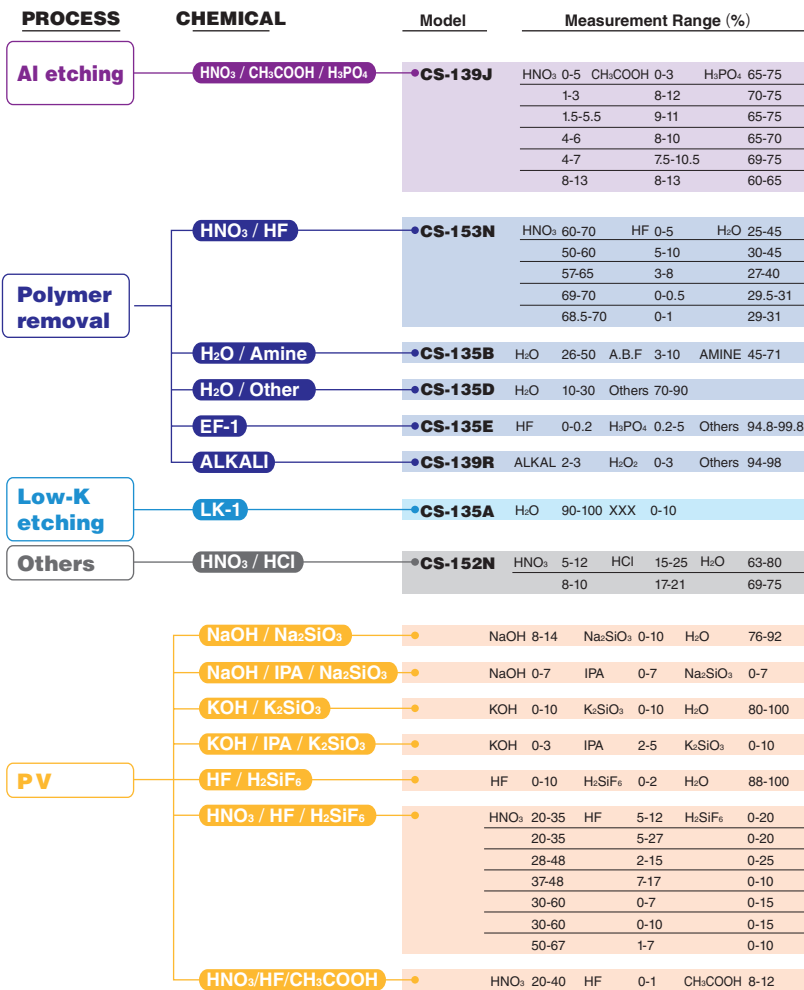 PROCESS CHEMICAL Model Measurement Range (%)
Al etching HNO₃ / CH₃COOH / H₃PO₄ CS-139J HNO₃ 0-5 CH₃COOH 0-3 H₃PO₄ 65-75
1-3 8-12 70-75
1.5-5.5 9-11 65-75
4-6 8-10 65-70
4-7 7.5-10.5 69-75
8-13 8-13 60-65
Polymer
removal
HNO₃ / HF CS-153N HNO₃ 60-70 HF 0-5 H₂O 25-45
50-60 5-10 30-45
57-65 3-8 27-40
69-70 0-0.5 29.5-31
68.5-70 0-1 29-31
H₂O / Amine CS-135B H₂O 26-50 A.B.F 3-10 AMINE 45-71
H₂O / Other CS-135D H₂O 10-30 Others 70-90
EF-1 CS-135E HF 0-0.2 H₃PO₄ 0.2-5 Others 94.8-99.8
ALKALI CS-139R ALKAL 2-3 H₂O₂ 0-3 Others 94-98
Low-K
etching
LK-1 CS-135A H₂O 90-100 XXX 0-10
Others HNO₃ / HCl CS-152N HNO₃ 5-12 HCl 15-25 H₂O 63-80
8-10 17-21 69-75
PV
NaOH / Na₂SiO₃ NaOH 8-14 Na₂SiO₃ 0-10 H₂O 76-92
NaOH / IPA / Na₂SiO₃ NaOH 0-7 IPA 0-7 Na₂SiO₃ 0-7
KOH / K₂SiO₃ KOH 0-10 K₂SiO₃ 0-10 H₂O 80-100
KOH / IPA / K₂SiO₃ KOH 0-3 IPA 2-5 K₂SiO₃ 0-10
HF / H₂SiF₆ HF 0-10 H₂SiF₆ 0-2 H₂O 88-100
HNO₃ / HF / H₂SiF₆ HNO₃ 20-35 HF 5-12 H₂SiF₆ 0-20
20-35 5-27 0-20
28-48 2-15 0-25
37-48 7-17 0-10
30-60 0-7 0-15
30-60 0-10 0-15
50-67 1-7 0-10
HNO₃/HF/CH₃COOH HNO₃ 20-40 HF 0-1 CH₃COOH 8-12